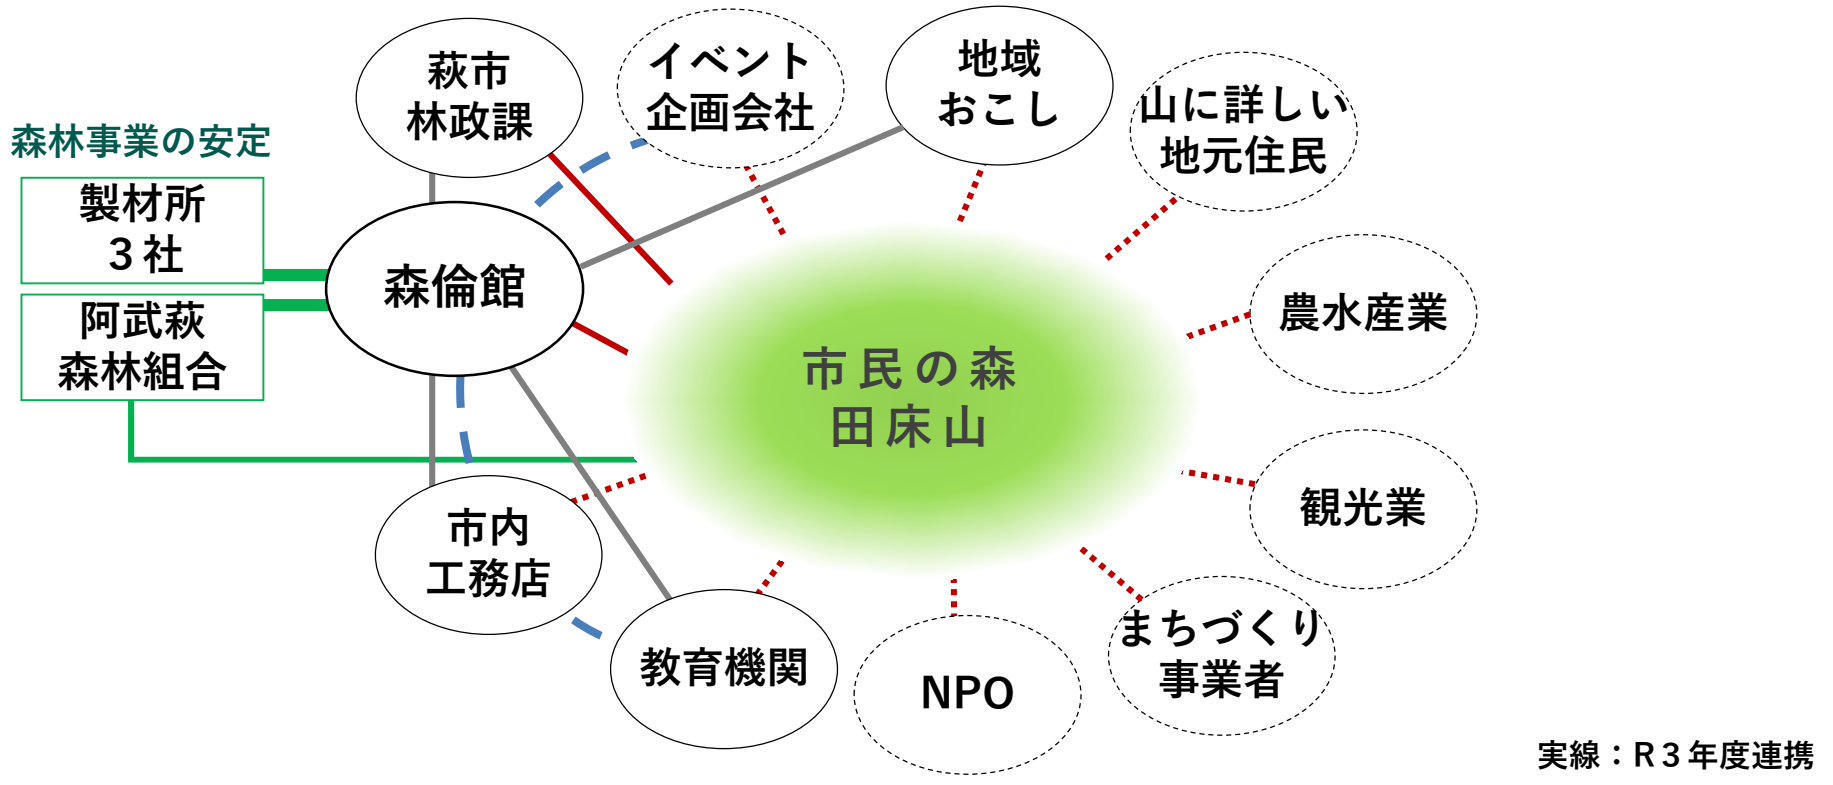 萩市
林政課
イベント
企画会社
地域
おこし
山に詳しい
地元住民
森林事業の安定
製材所
３社
阿武萩
森林組合
森倫館
市民の森
田床山
農水産業
観光業
市内
工務店
教育機関
NPO
まちづくり
事業者
実線：R３年度連携